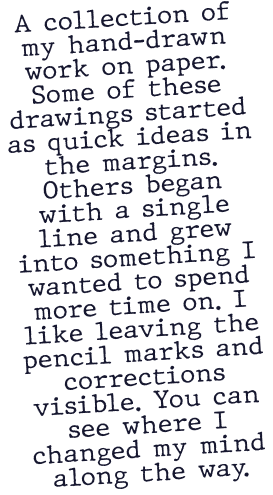 A collection of
my hand-drawn
work on paper.
Some of these
drawings started
as quick ideas in
the margins.
Others began
with a single
line and grew
into something I
wanted to spend
more time on. I
like leaving the
pencil marks and
corrections
visible. You can
see where I
changed my mind
along the way.